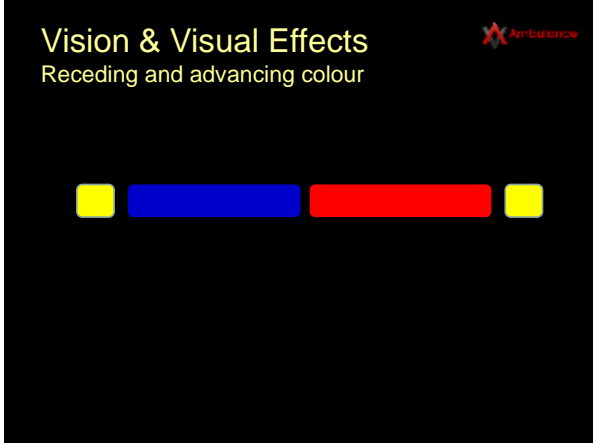 Vision & Visual Effects
Ambulance
Receding and advancing colour